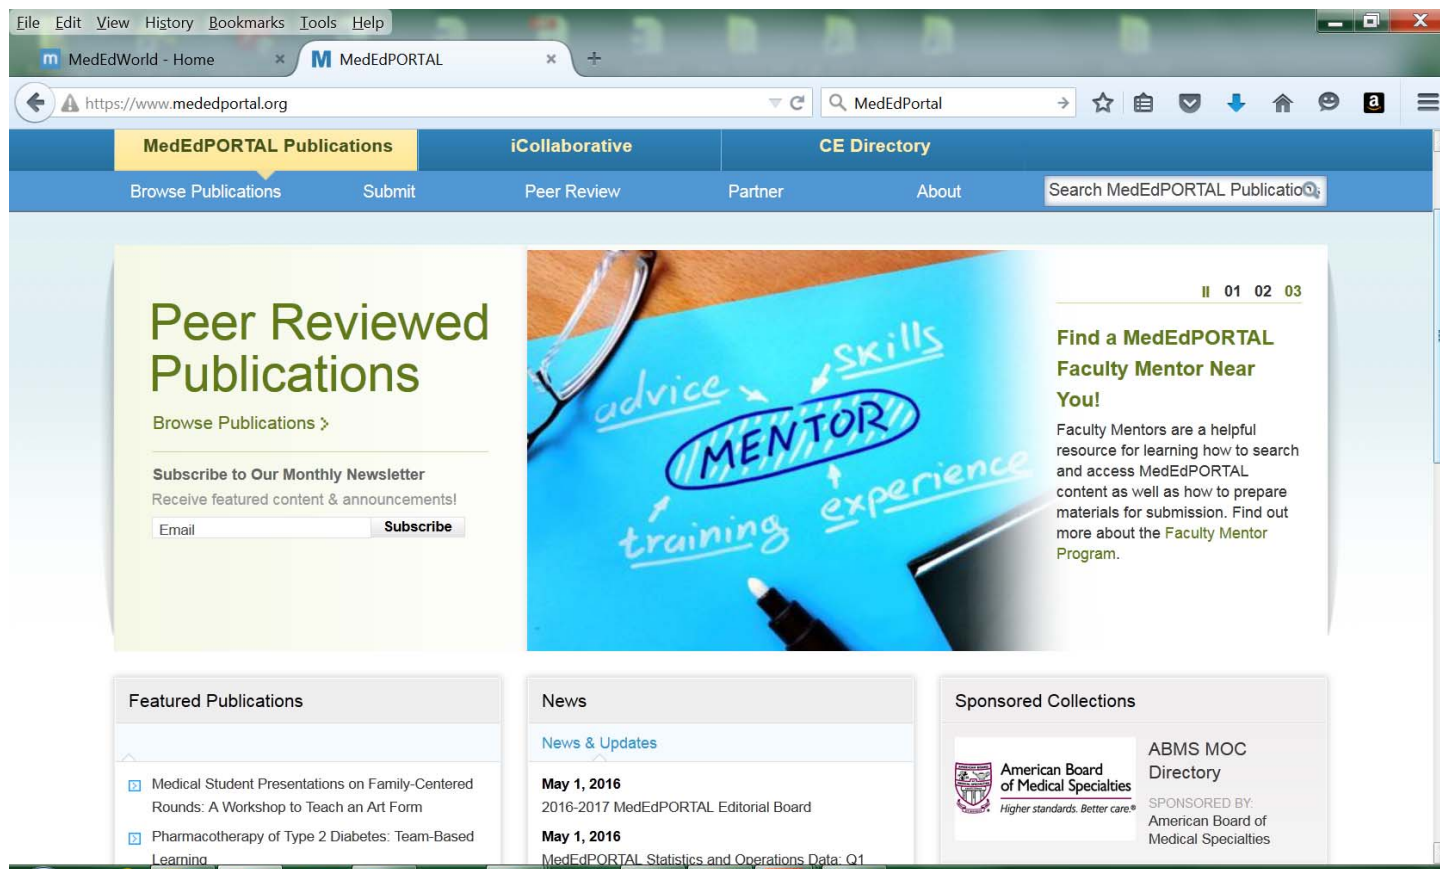 File Edit View History Bookmarks Tools Help
m MedEdWorld - Home × M MedEdPORTAL × +
https://www.mededportal.org MedEdPortal a
MedEdPORTAL Publications iCollaborative CE Directory
Browse Publications Submit Peer Review Partner About Search MedEdPORTAL Publications
Peer Reviewed
Publications
Browse Publications
Subscribe to Our Monthly Newsletter
Receive featured content & announcements!
Email Subscribe
advice
skills
MENTOR
training
experience
01 02 03
Find a MedEdPORTAL
Faculty Mentor Near
You!
Faculty Mentors are a helpful
resource for learning how to search
and access MedEdPORTAL
content as well as how to prepare
materials for submission. Find out
more about the Faculty Mentor
Program.
Featured Publications
Medical Student Presentations on Family-Centered
Rounds: A Workshop to Teach an Art Form
Pharmacotherapy of Type 2 Diabetes: Team-Based
Learning
News
News & Updates
May 1, 2016
2016-2017 MedEdPORTAL Editorial Board
May 1, 2016
MedEdPORTAL Statistics and Operations Data: Q1
Sponsored Collections
American Board
of Medical Specialties
Higher standards. Better care.®
ABMS MOC
Directory
SPONSORED BY:
American Board of
Medical Specialties